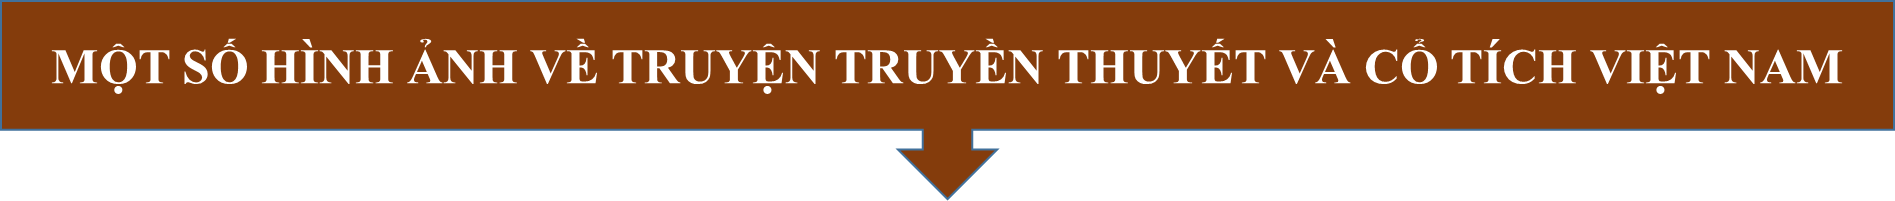 MỘT SỐ HÌNH ẢNH VỀ TRUYỆN TRUYỀN THUYẾT VÀ CỔ TÍCH VIỆT NAM